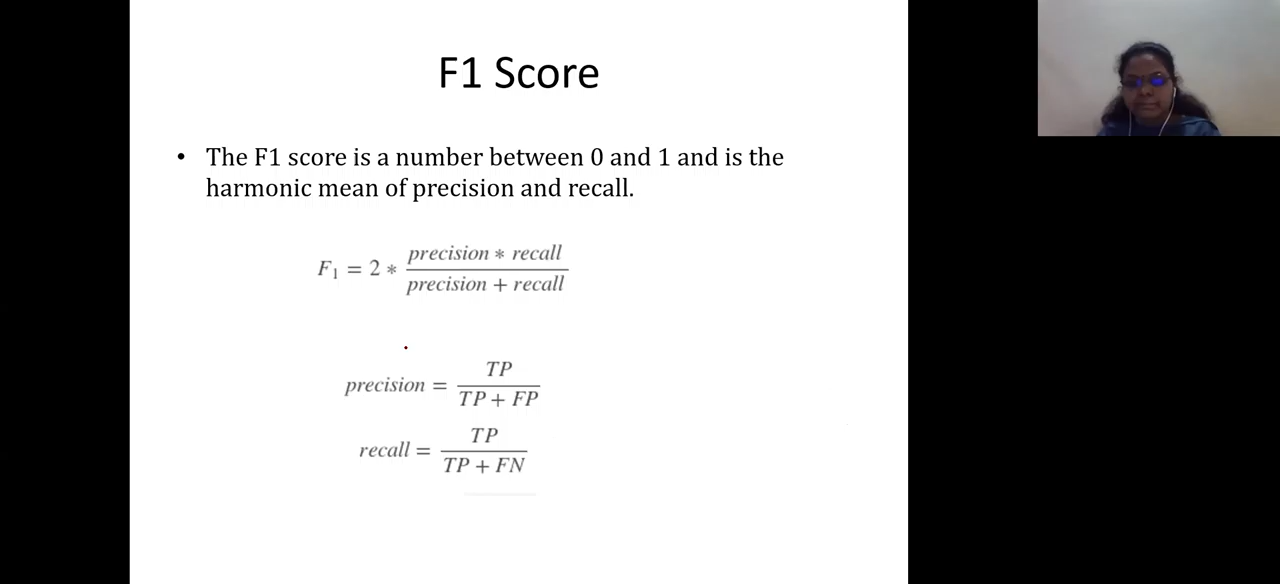 F1 Score
• The F1 score is a number between 0 and 1 and is the
harmonic mean of precision and recall.
F₁ = 2 * (precision * recall) / (precision + recall)
precision = TP / (TP + FP)
recall = TP / (TP + FN)